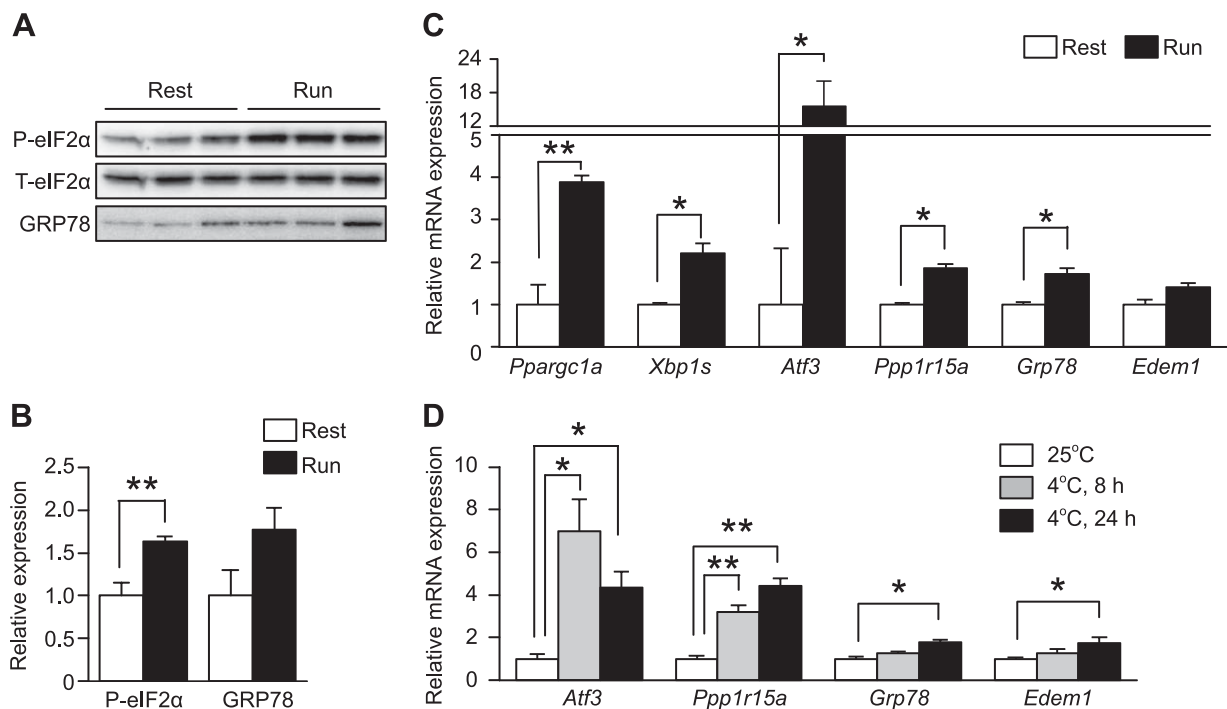 A
Rest Run
P-eIF2α
T-eIF2α
GRP78
B
Rest
Run
Relative expression
2.5
2.0
1.5
1.0
0.5
0
**
P-eIF2α GRP78
C
Rest Run
Relative mRNA expression
24
18
12
5
4
3
2
1
0
** * * * *
Ppargc1a Xbp1s Atf3 Ppp1r15a Grp78 Edem1
D
25°C
4°C, 8 h
4°C, 24 h
Relative mRNA expression
10
8
6
4
2
0
* * ** ** * *
Atf3 Ppp1r15a Grp78 Edem1